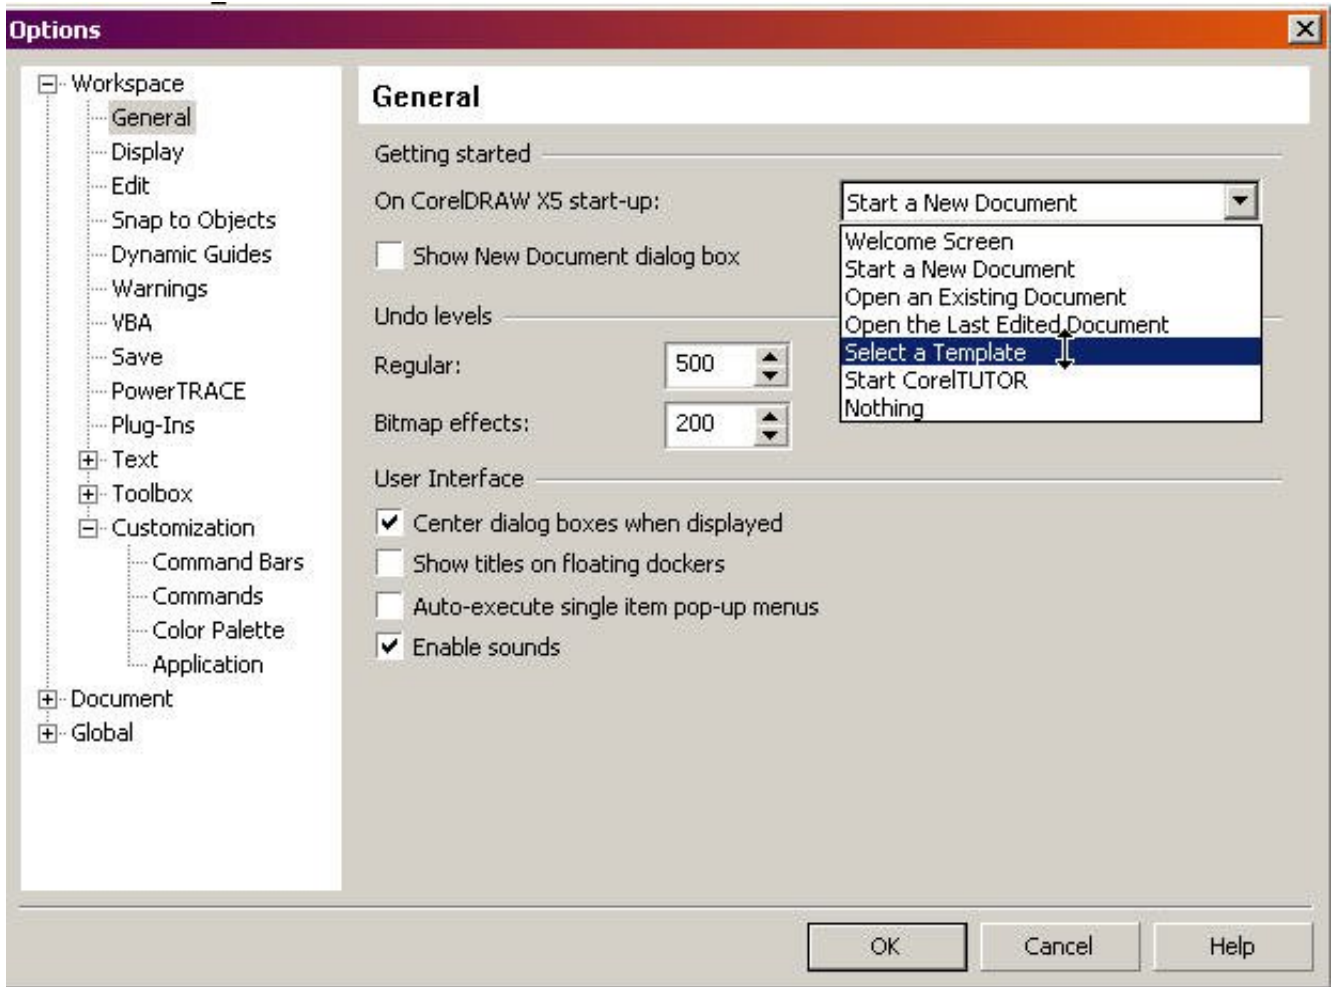 Options
Workspace
General
Display
Edit
Snap to Objects
Dynamic Guides
Warnings
VBA
Save
PowerTRACE
Plug-Ins
Text
Toolbox
Customization
Command Bars
Commands
Color Palette
Application
Document
Global
General
Getting started
On CorelDRAW X5 start-up:
Start a New Document
Welcome Screen
Start a New Document
Open an Existing Document
Open the Last Edited Document
Select a Template
Start CorelTUTOR
Nothing
Show New Document dialog box
Undo levels
Regular: 500
Bitmap effects: 200
User Interface
Center dialog boxes when displayed
Show titles on floating dockers
Auto-execute single item pop-up menus
Enable sounds
OK Cancel Help